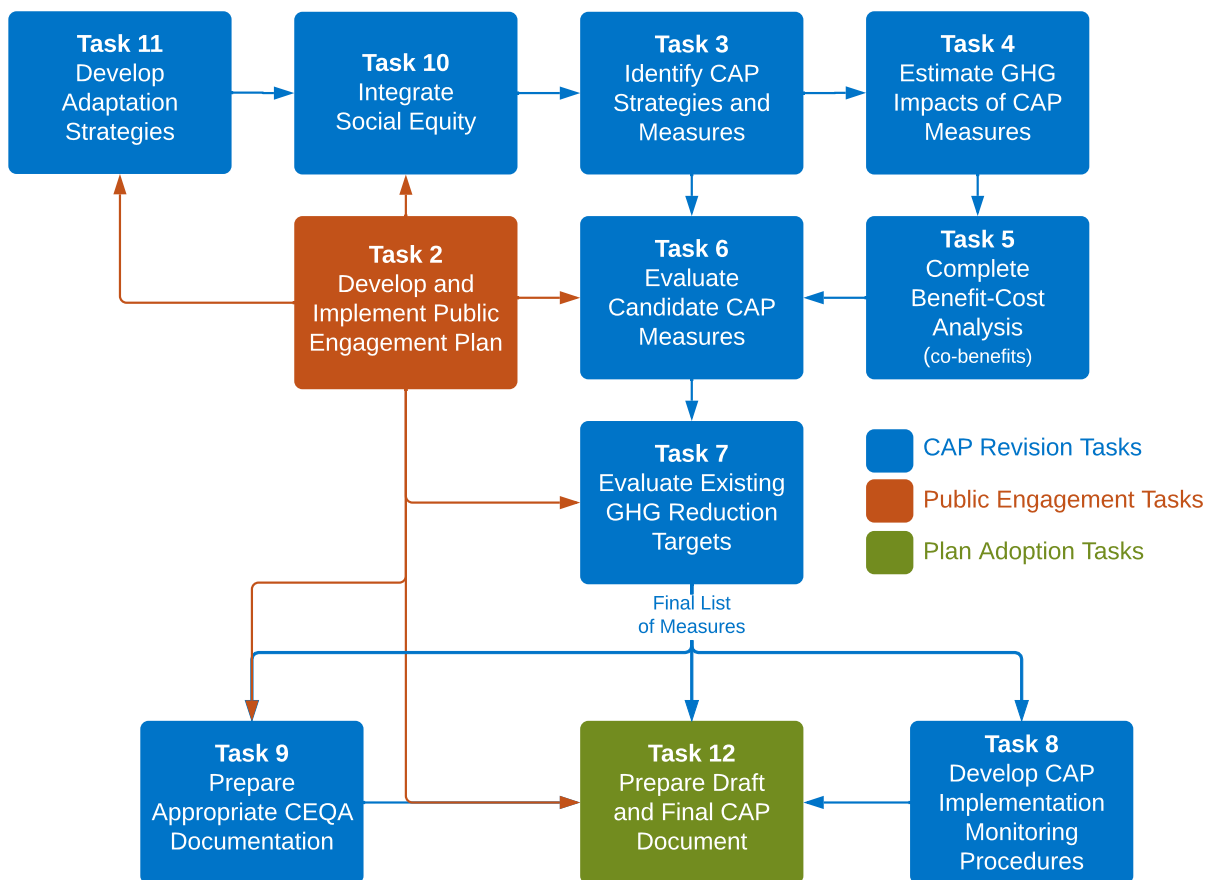 Task 11
Develop
Adaptation
Strategies
Task 10
Integrate
Social Equity
Task 3
Identify CAP
Strategies and
Measures
Task 4
Estimate GHG
Impacts of CAP
Measures
Task 2
Develop and
Implement Public
Engagement Plan
Task 6
Evaluate
Candidate CAP
Measures
Task 5
Complete
Benefit-Cost
Analysis
(co-benefits)
Task 7
Evaluate Existing
GHG Reduction
Targets
CAP Revision Tasks
Public Engagement Tasks
Plan Adoption Tasks
Final List
of Measures
Task 9
Prepare
Appropriate CEQA
Documentation
Task 12
Prepare Draft
and Final CAP
Document
Task 8
Develop CAP
Implementation
Monitoring
Procedures